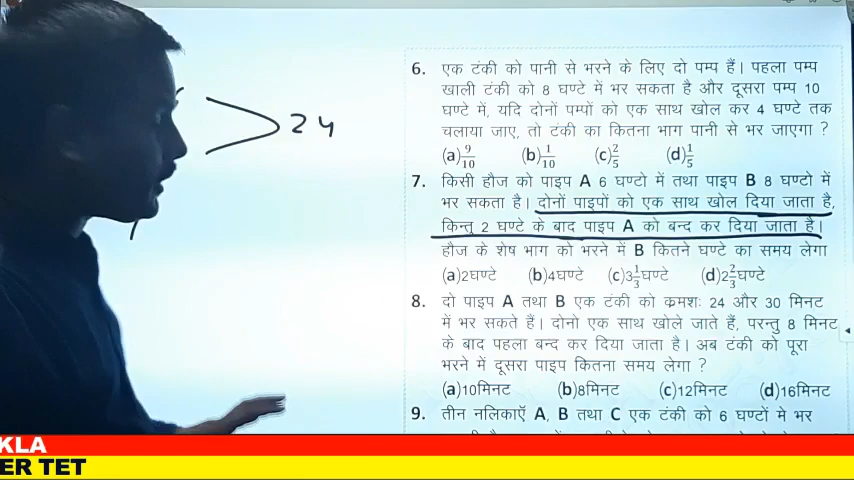 24
6. एक टंकी को पानी से भरने के लिए दो पम्प हैं। पहला पम्प
खाली टंकी को 8 घण्टे में भर सकता है और दूसरा पम्प 10
घण्टे में, यदि दोनों पम्पों को एक साथ खोल कर 4 घण्टे तक
चलाया जाए, तो टंकी का कितना भाग पानी से भर जाएगा ?
(a) 9/10 (b) 1/10 (c) 2/5 (d) 1/5
7. किसी हौज को पाइप A 6 घण्टो में तथा पाइप B 8 घण्टो में
भर सकता है। दोनों पाइपों को एक साथ खोल दिया जाता है,
किन्तु 2 घण्टे के बाद पाइप A को बन्द कर दिया जाता है।
हौज के शेष भाग को भरने में B कितने घण्टे का समय लेगा
(a) 2घण्टे (b) 4घण्टे (c) 3 1/3 घण्टे (d) 2 2/3 घण्टे
8. दो पाइप A तथा B एक टंकी को क्रमशः 24 और 30 मिनट
में भर सकते हैं। दोनो एक साथ खोले जाते हैं, परन्तु 8 मिनट
के बाद पहला बन्द कर दिया जाता है। अब टंकी को पूरा
भरने में दूसरा पाइप कितना समय लेगा ?
(a) 10मिनट (b) 8मिनट (c) 12मिनट (d) 16मिनट
9. तीन नलिकाएँ A, B तथा C एक टंकी को 6 घण्टों मे भर
KLA
ER TET